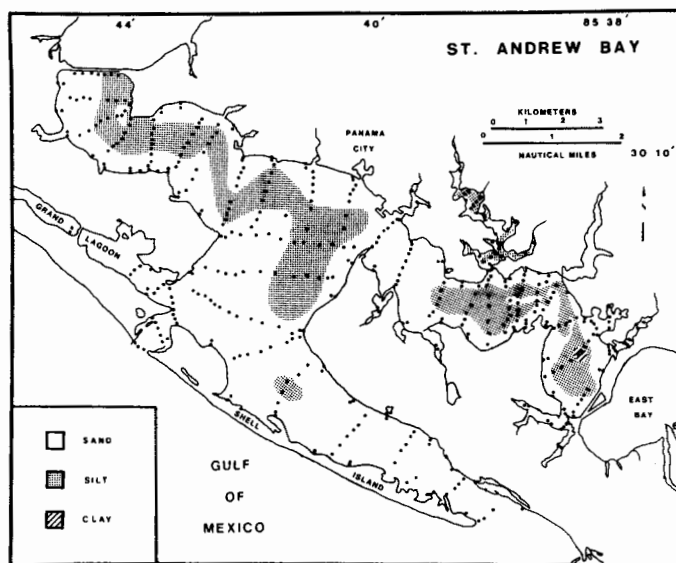 44' 40' 85 38'
ST. ANDREW BAY
KILOMETERS
0 1 2 3
0 1 2
NAUTICAL MILES
30 10'
PANAMA
CITY
GRAND
LAGOON
EAST
BAY
SHELL
ISLAND
GULF
OF
MEXICO
SAND
SILT
CLAY